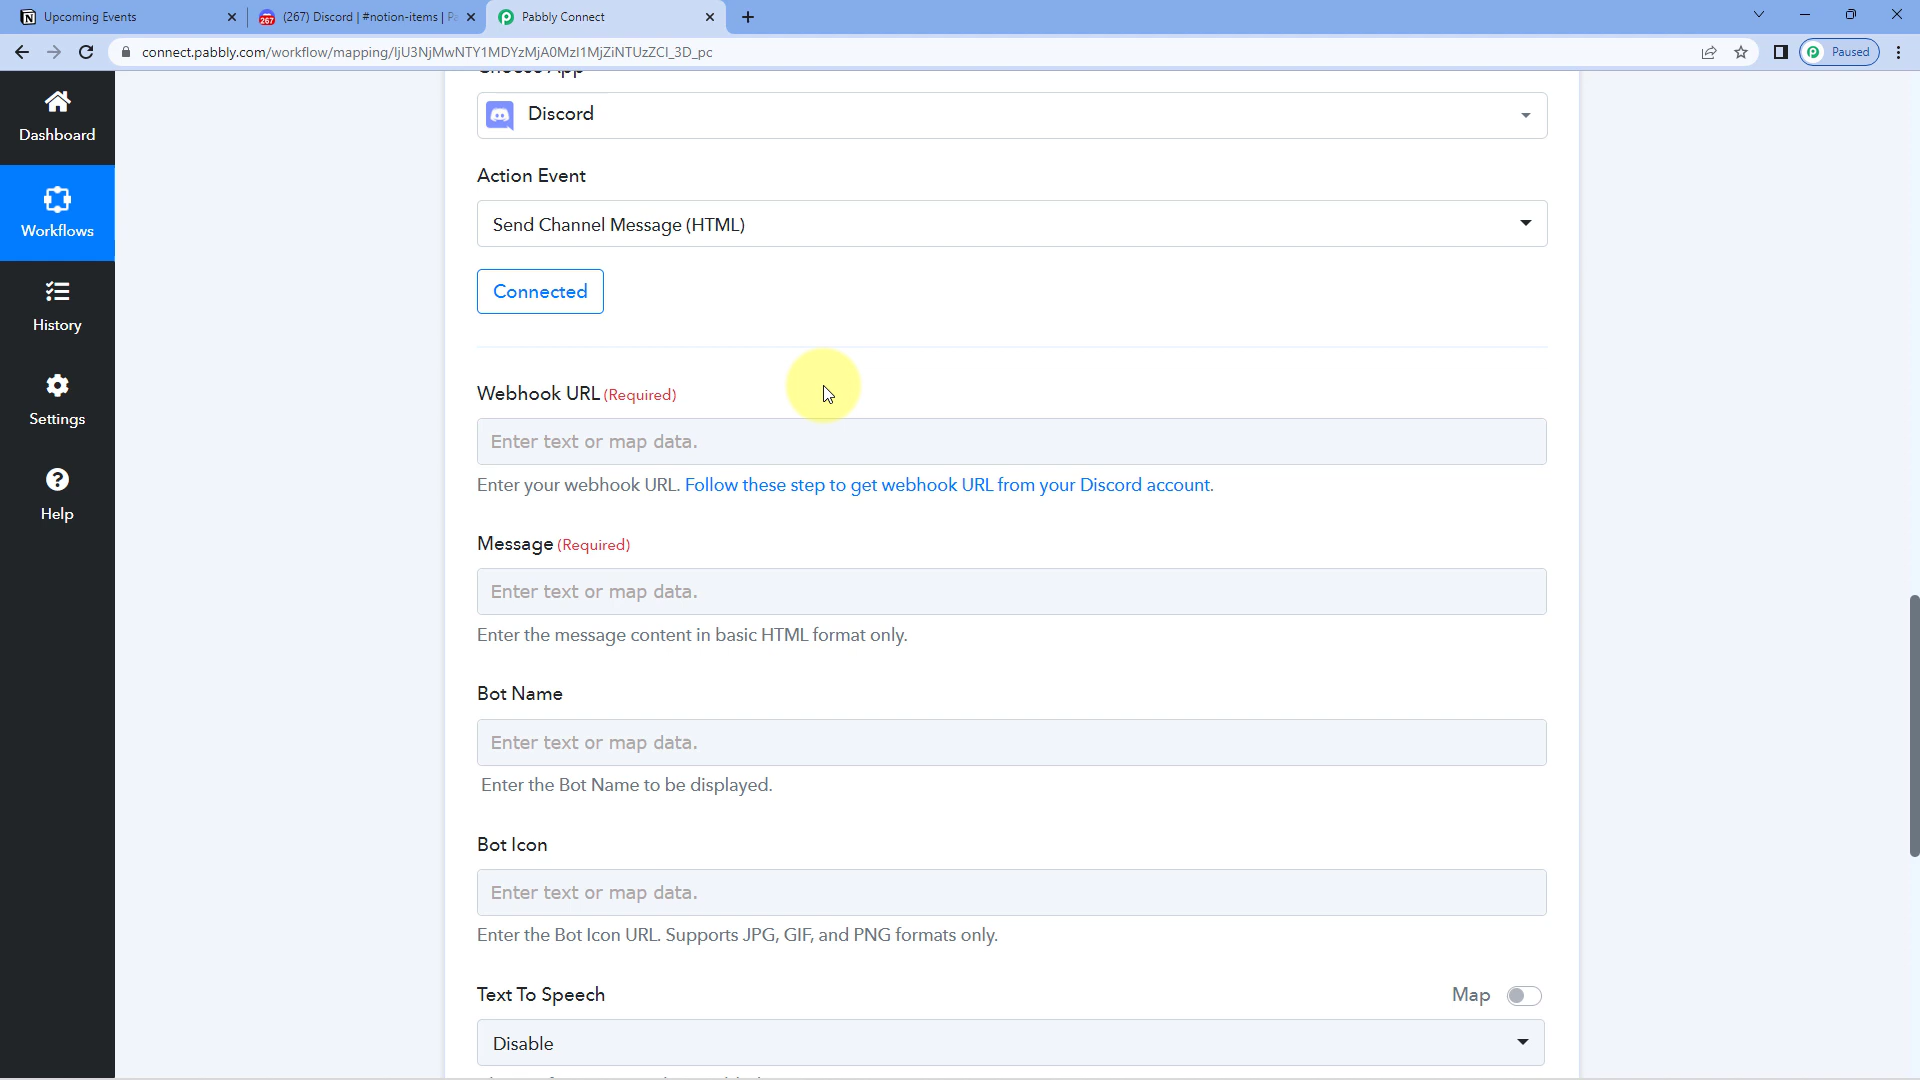 Upcoming Events
267
(267) Discord | #notion-items | Pa
Pabbly Connect
connect.pabbly.com/workflow/mapping/IjU3NjMwNTY1MDYzMjA0MzI1MjZiNTUzZCI_3D_pc
Paused
Choose App
Discord
Action Event
Send Channel Message (HTML)
Connected
Webhook URL (Required)
Enter text or map data.
Enter your webhook URL. Follow these step to get webhook URL from your Discord account.
Message (Required)
Enter text or map data.
Enter the message content in basic HTML format only.
Bot Name
Enter text or map data.
Enter the Bot Name to be displayed.
Bot Icon
Enter text or map data.
Enter the Bot Icon URL. Supports JPG, GIF, and PNG formats only.
Text To Speech
Map
Disable
Dashboard
Workflows
History
Settings
Help